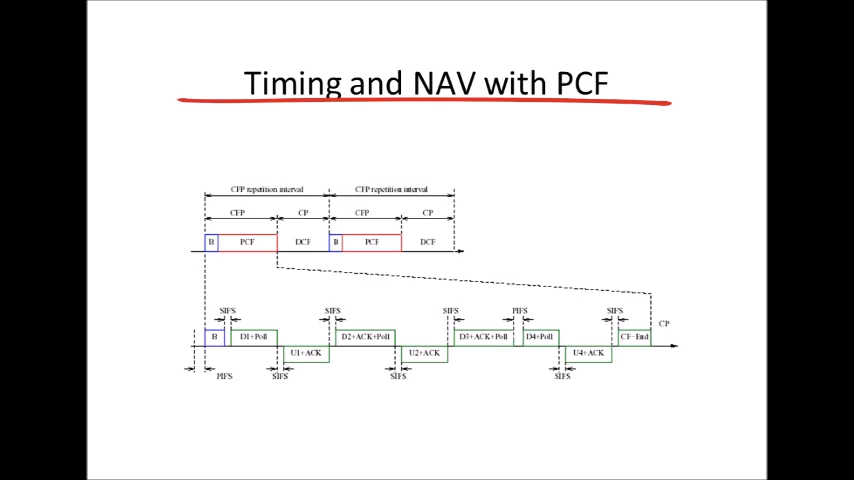 Timing and NAV with PCF
CFP repetition interval CFP repetition interval
CFP CP CFP CP
B PCF DCF B PCF DCF
SIFS SIFS SIFS PIFS SIFS
CP
B D1+Poll D2+ACK+Poll D3+ACK+Poll D4+Poll CF-End
U1+ACK U2+ACK U4+ACK
PIFS SIFS SIFS SIFS